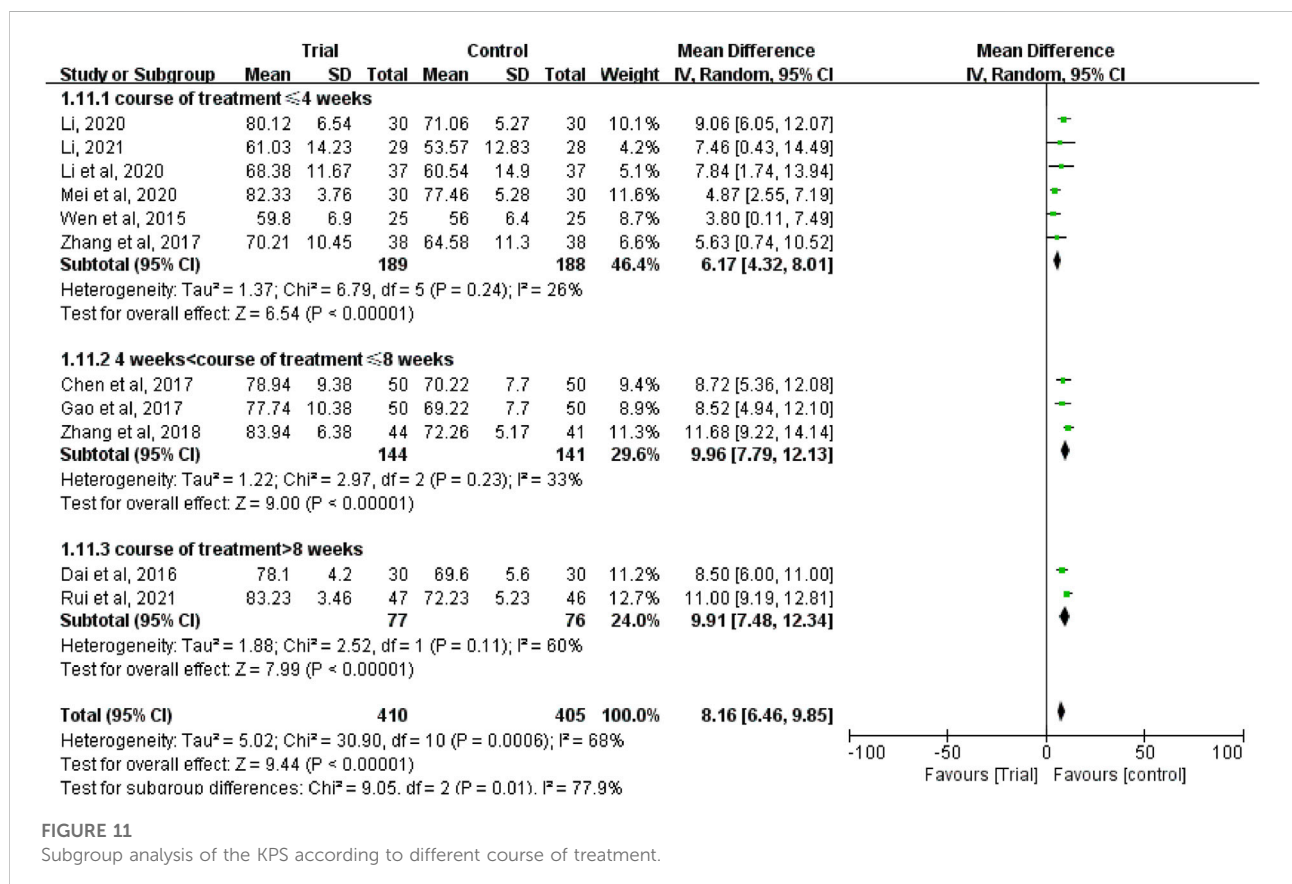 Trial Control Mean Difference Mean Difference
Study or Subgroup Mean SD Total Mean SD Total Weight IV, Random, 95% CI IV, Random, 95% CI
1.11.1 course of treatment ≤4 weeks
Li, 2020 80.12 6.54 30 71.06 5.27 30 10.1% 9.06 [6.05, 12.07]
Li, 2021 61.03 14.23 29 53.57 12.83 28 4.2% 7.46 [0.43, 14.49]
Li et al, 2020 68.38 11.67 37 60.54 14.9 37 5.1% 7.84 [1.74, 13.94]
Mei et al, 2020 82.33 3.76 30 77.46 5.28 30 11.6% 4.87 [2.55, 7.19]
Wen et al, 2015 59.8 6.9 25 56 6.4 25 8.7% 3.80 [0.11, 7.49]
Zhang et al, 2017 70.21 10.45 38 64.58 11.3 38 6.6% 5.63 [0.74, 10.52]
Subtotal (95% CI) 189 188 46.4% 6.17 [4.32, 8.01]
Heterogeneity: Tau² = 1.37; Chi² = 6.79, df = 5 (P = 0.24); I² = 26%
Test for overall effect: Z = 6.54 (P < 0.00001)
1.11.2 4 weeks<course of treatment ≤8 weeks
Chen et al, 2017 78.94 9.38 50 70.22 7.7 50 9.4% 8.72 [5.36, 12.08]
Gao et al, 2017 77.74 10.38 50 69.22 7.7 50 8.9% 8.52 [4.94, 12.10]
Zhang et al, 2018 83.94 6.38 44 72.26 5.17 41 11.3% 11.68 [9.22, 14.14]
Subtotal (95% CI) 144 141 29.6% 9.96 [7.79, 12.13]
Heterogeneity: Tau² = 1.22; Chi² = 2.97, df = 2 (P = 0.23); I² = 33%
Test for overall effect: Z = 9.00 (P < 0.00001)
1.11.3 course of treatment>8 weeks
Dai et al, 2016 78.1 4.2 30 69.6 5.6 30 11.2% 8.50 [6.00, 11.00]
Rui et al, 2021 83.23 3.46 47 72.23 5.23 46 12.7% 11.00 [9.19, 12.81]
Subtotal (95% CI) 77 76 24.0% 9.91 [7.48, 12.34]
Heterogeneity: Tau² = 1.88; Chi² = 2.52, df = 1 (P = 0.11); I² = 60%
Test for overall effect: Z = 7.99 (P < 0.00001)
Total (95% CI) 410 405 100.0% 8.16 [6.46, 9.85]
Heterogeneity: Tau² = 5.02; Chi² = 30.90, df = 10 (P = 0.0006); I² = 68%
Test for overall effect: Z = 9.44 (P < 0.00001)
Test for subgroup differences: Chi² = 9.05, df = 2 (P = 0.01), I² = 77.9%
-100 -50 0 50 100
Favours [Trial] Favours [control]
FIGURE 11
Subgroup analysis of the KPS according to different course of treatment.